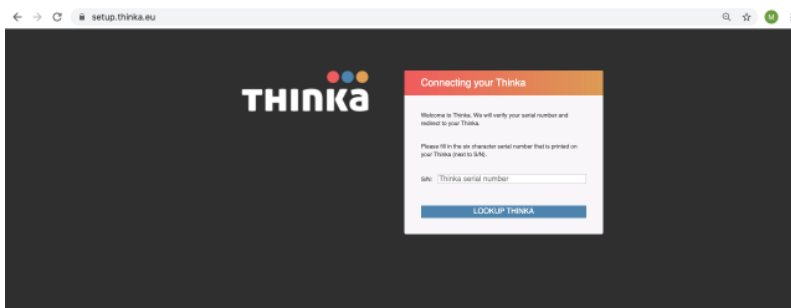 setup.thinka.eu
M
THINKA
Connecting your Thinka
Welcome to Thinka. We will verify your serial number and
redirect to your Thinka.
Please fill in the six character serial number that is printed on
your Thinka (next to S/N).
S/N: Thinka serial number
LOOKUP THINKA